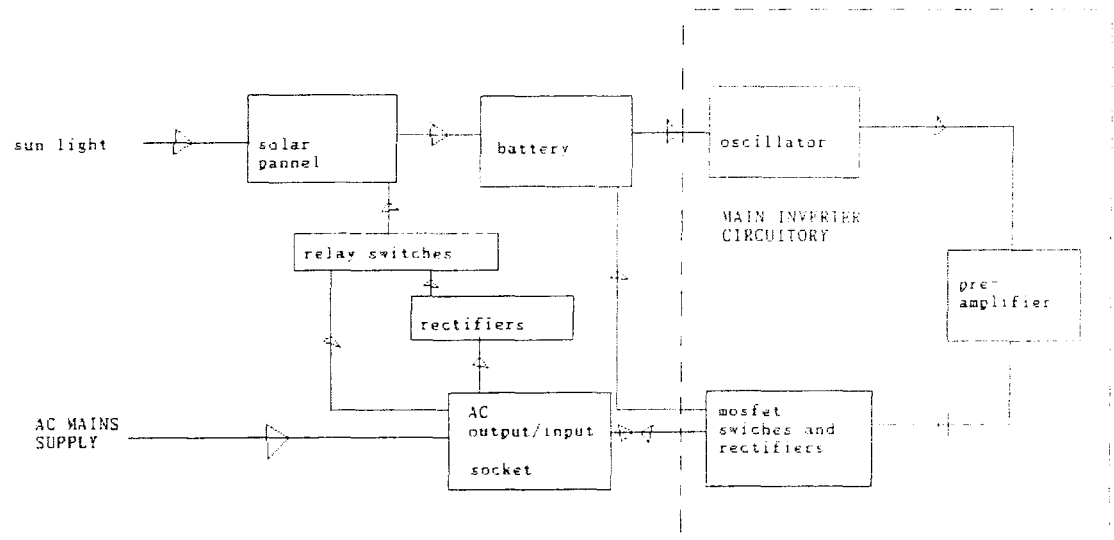 sun light
solar
pannel
battery
oscillator
MAIN INVERTER
CIRCUITORY
relay switches
rectifiers
pre-
amplifier
AC MAINS
SUPPLY
AC
output/input
socket
mosfet
swiches and
rectifiers